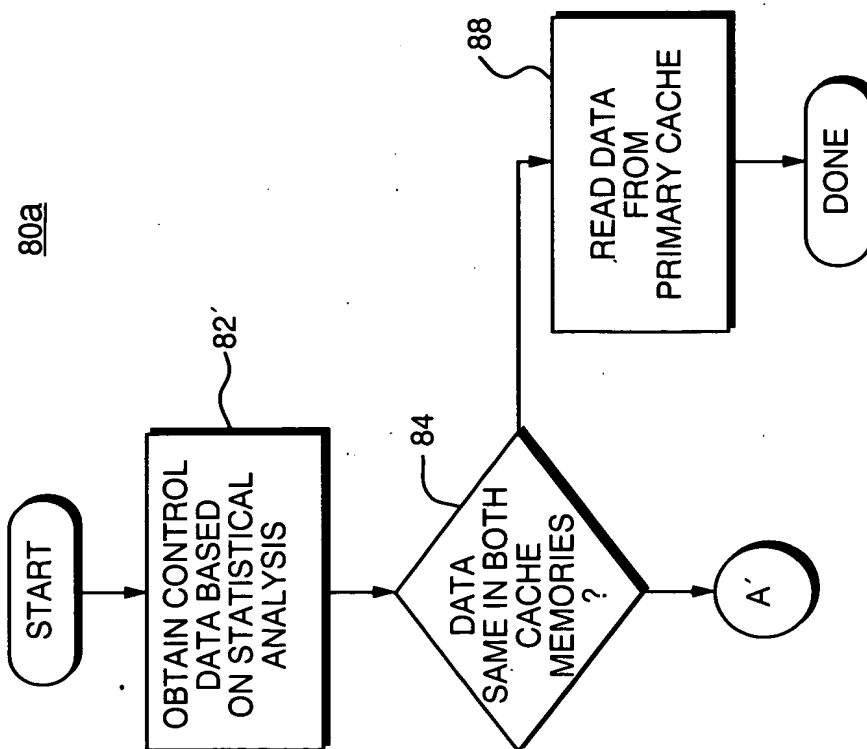 80a
START
OBTAIN CONTROL
DATA BASED
ON STATISTICAL
ANALYSIS
82'
DATA
SAME IN BOTH
CACHE
MEMORIES
?
84
READ DATA
FROM
PRIMARY CACHE
88
DONE
A'